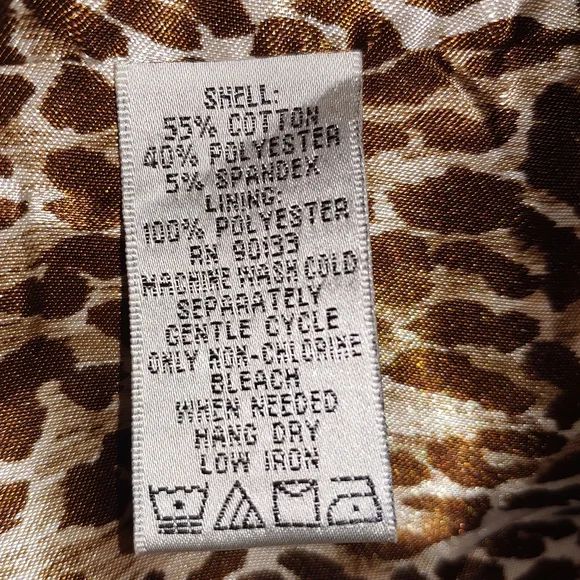 SHELL:
55% COTTON
40% POLYESTER
5% SPANDEX
LINING:
100% POLYESTER
RN 90133
MACHINE WASH COLD
SEPARATELY
GENTLE CYCLE
ONLY NON-CHLORINE
BLEACH
WHEN NEEDED
HANG DRY
LOW IRON